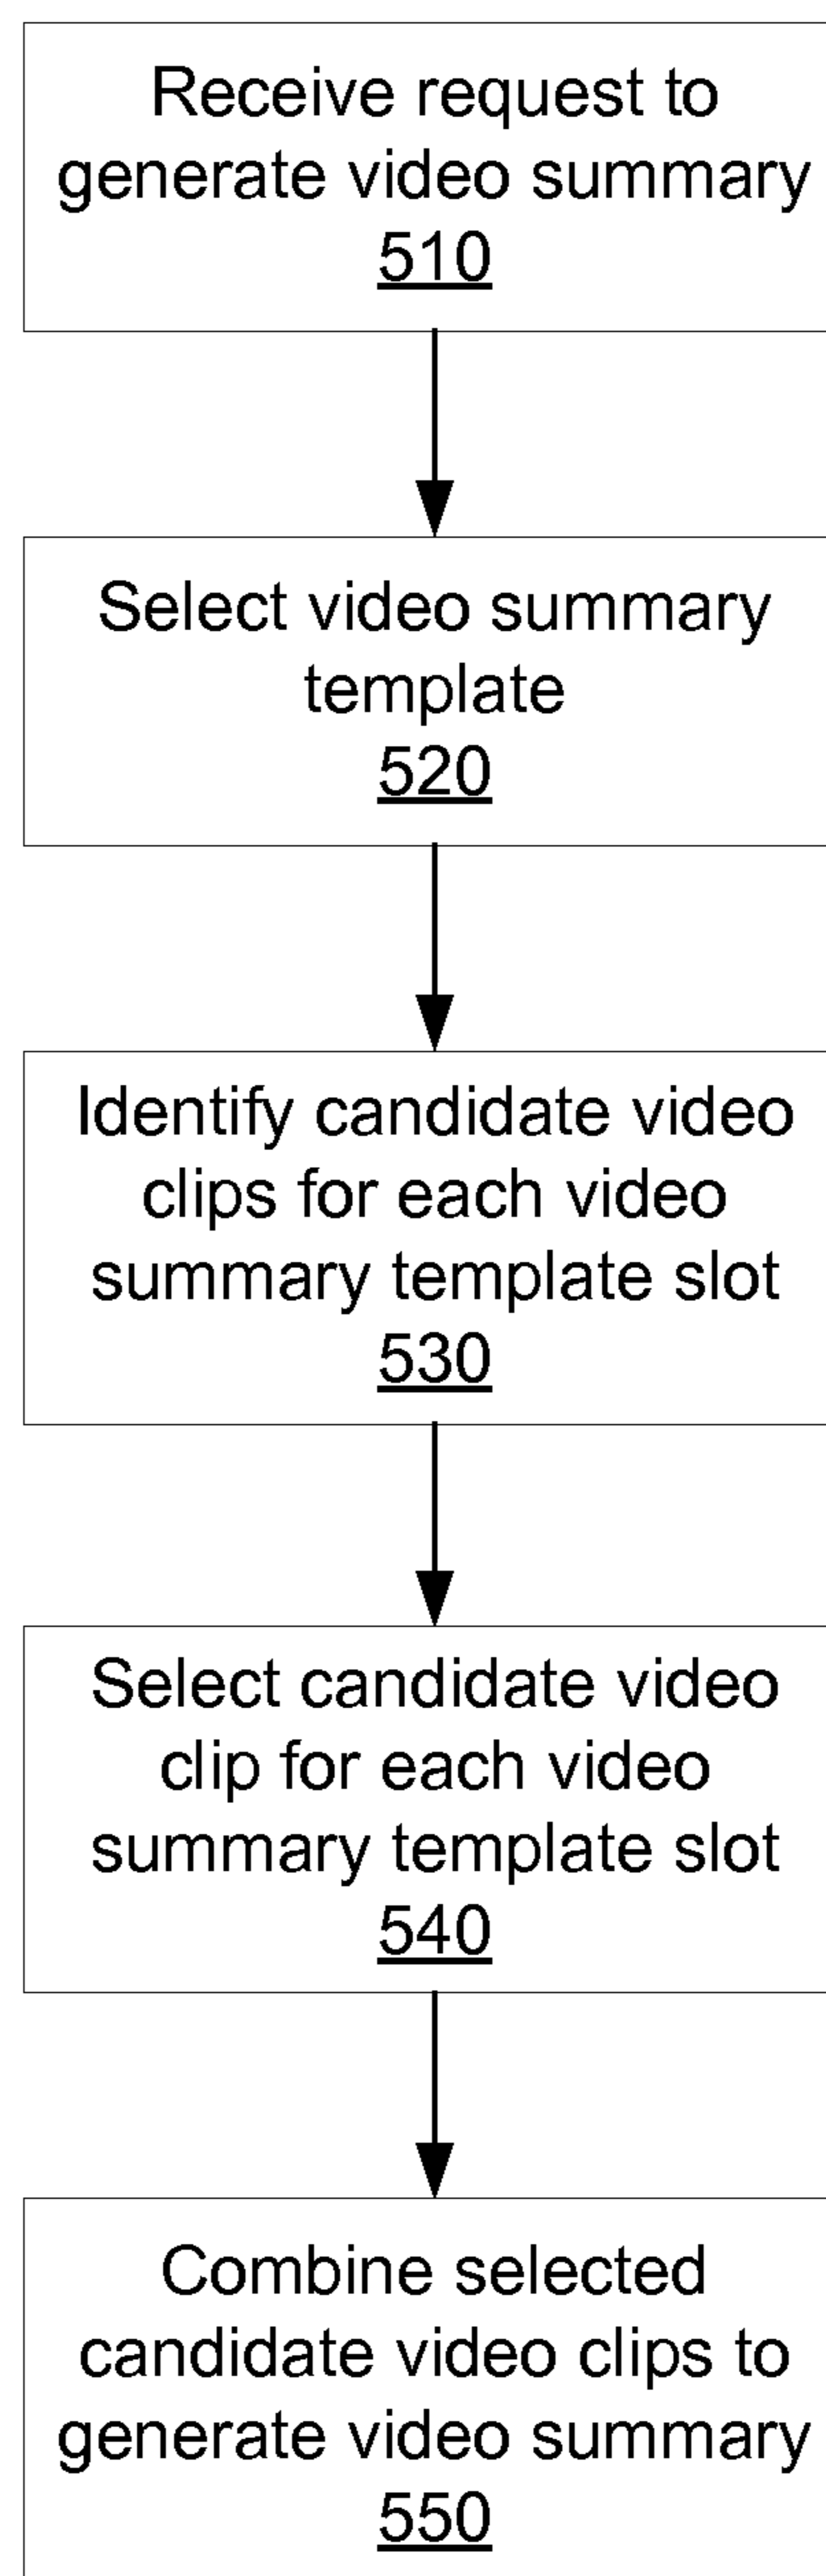 Receive request to
generate video summary
510
Select video summary
template
520
Identify candidate video
clips for each video
summary template slot
530
Select candidate video
clip for each video
summary template slot
540
Combine selected
candidate video clips to
generate video summary
550